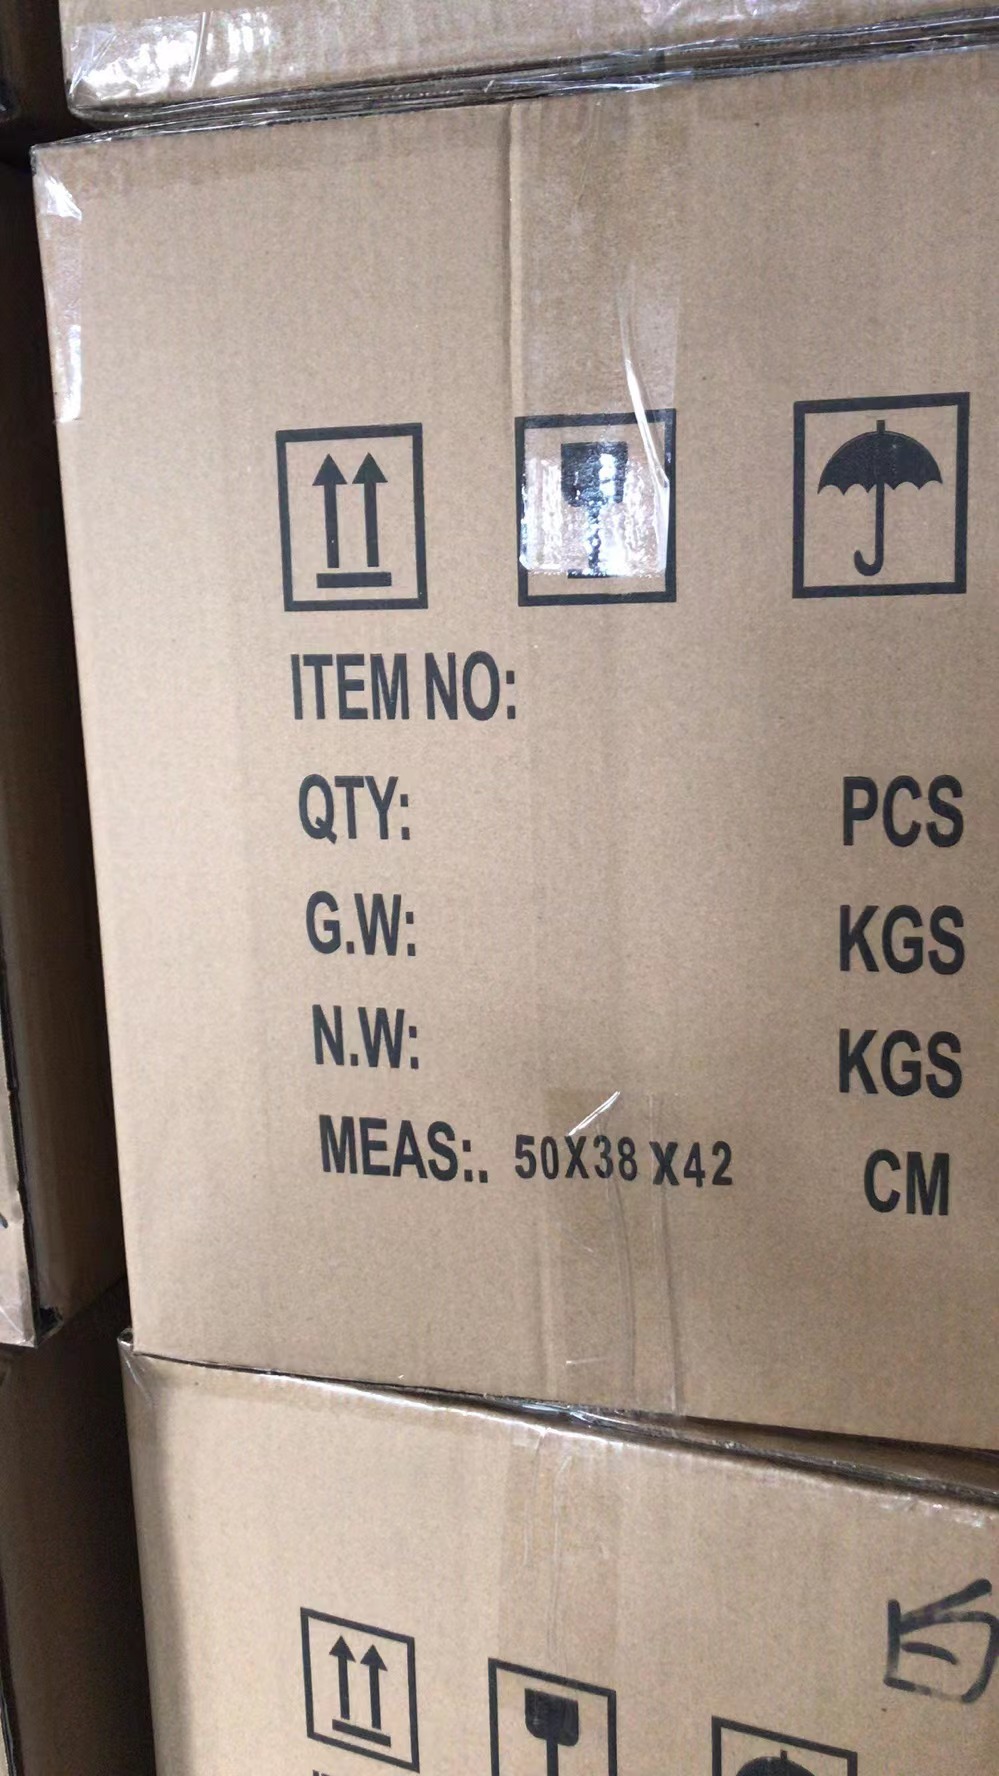 ITEM NO:
QTY: PCS
G.W: KGS
N.W: KGS
MEAS:. 50X38 X42 CM